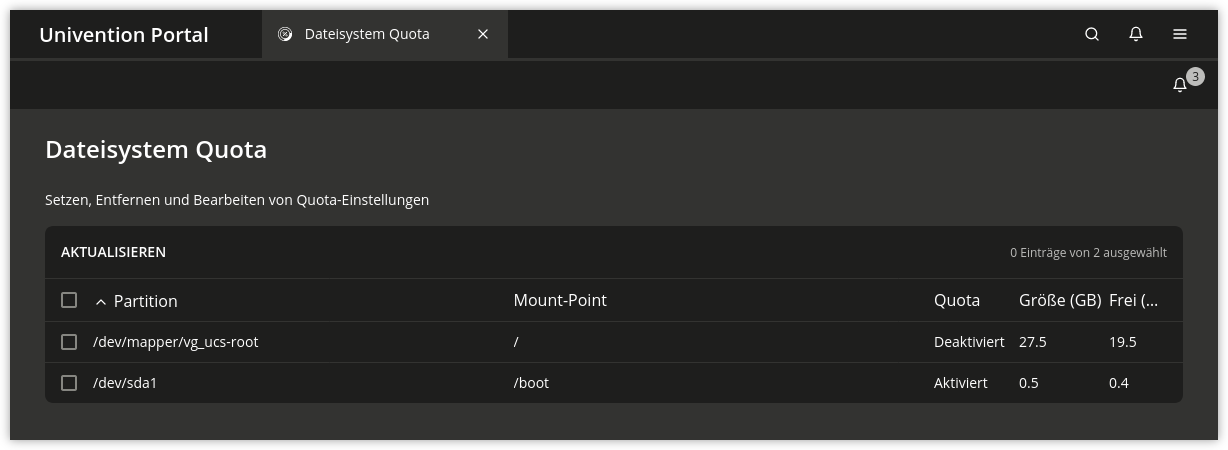 Univention Portal Dateisystem Quota
3
Dateisystem Quota
Setzen, Entfernen und Bearbeiten von Quota-Einstellungen
AKTUALISIEREN 0 Einträge von 2 ausgewählt
Partition Mount-Point Quota Größe (GB) Frei (...
/dev/mapper/vg_ucs-root / Deaktiviert 27.5 19.5
/dev/sda1 /boot Aktiviert 0.5 0.4